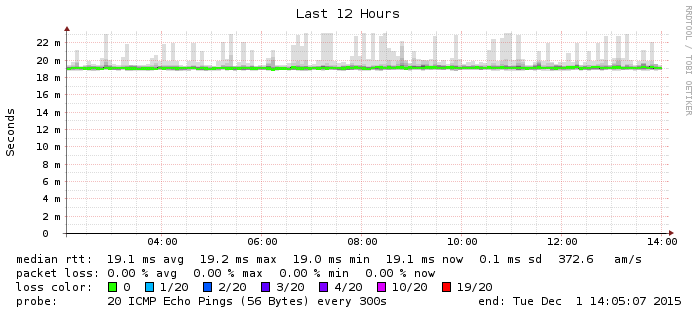 Last 12 Hours
RRDTOOL / TOBI OETIKER
Seconds
22 m
20 m
18 m
16 m
14 m
12 m
10 m
8 m
6 m
4 m
2 m
0
04:00 06:00 08:00 10:00 12:00 14:00
median rtt: 19.1 ms avg 19.2 ms max 19.0 ms min 19.1 ms now 0.1 ms sd 372.6 am/s
packet loss: 0.00 % avg 0.00 % max 0.00 % min 0.00 % now
loss color: 0 1/20 2/20 3/20 4/20 10/20 19/20
probe: 20 ICMP Echo Pings (56 Bytes) every 300s end: Tue Dec 1 14:05:07 2015